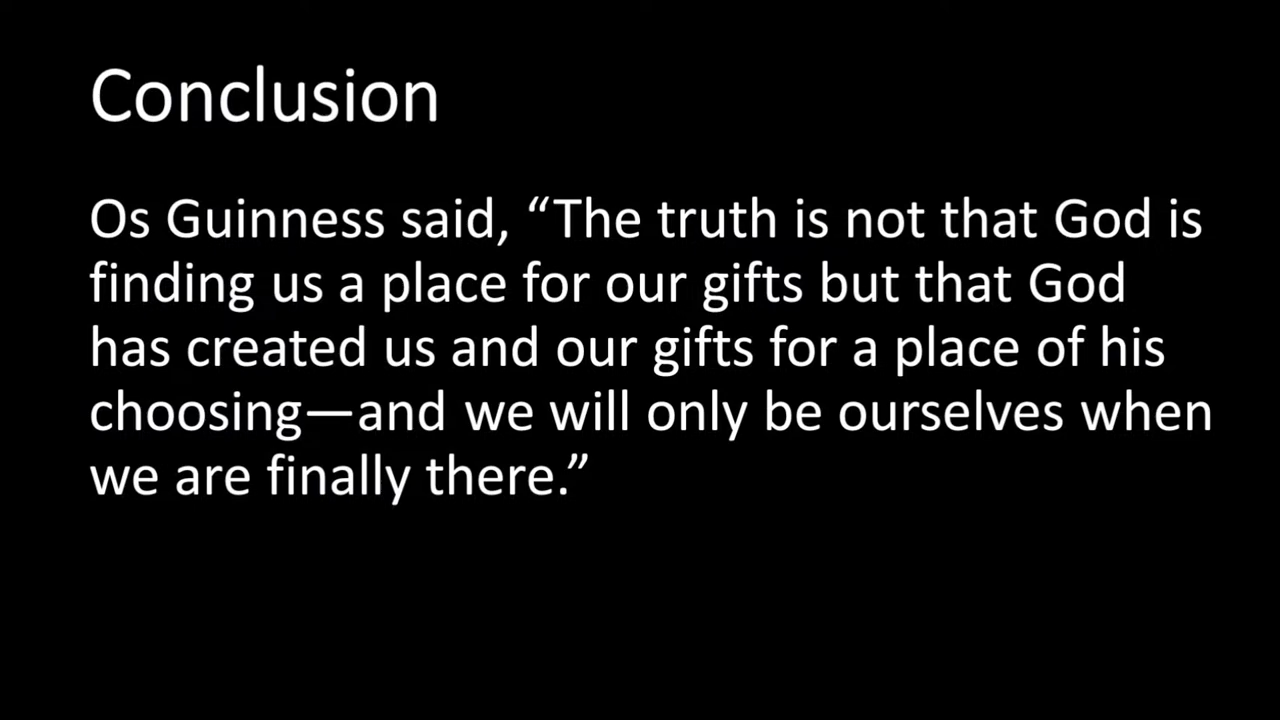 Conclusion
Os Guinness said, “The truth is not that God is
finding us a place for our gifts but that God
has created us and our gifts for a place of his
choosing—and we will only be ourselves when
we are finally there.”